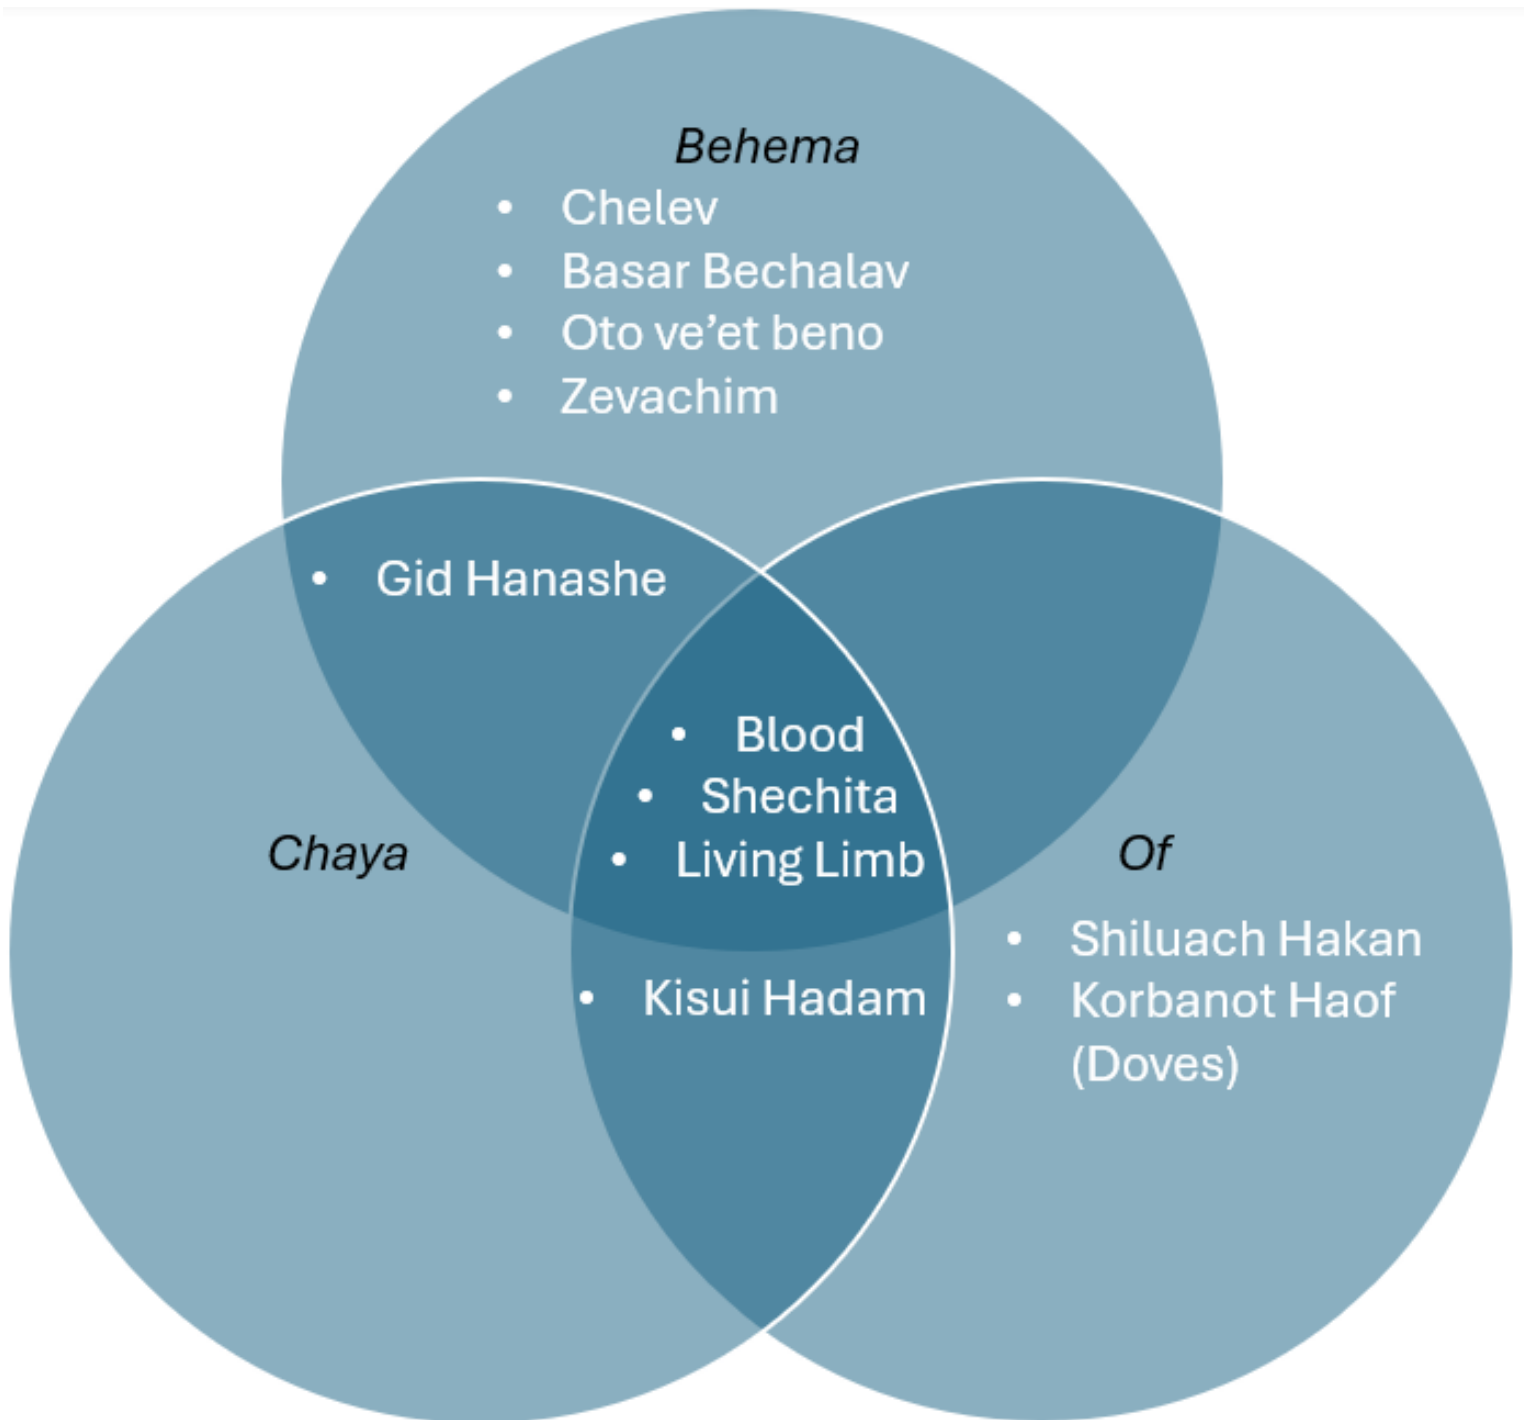 Behema
• Chelev
• Basar Bechalav
• Oto ve’et beno
• Zevachim
• Gid Hanashe
• Blood
• Shechita
• Living Limb
Chaya
Of
• Shiluach Hakan
• Korbanot Haof
(Doves)
• Kisui Hadam